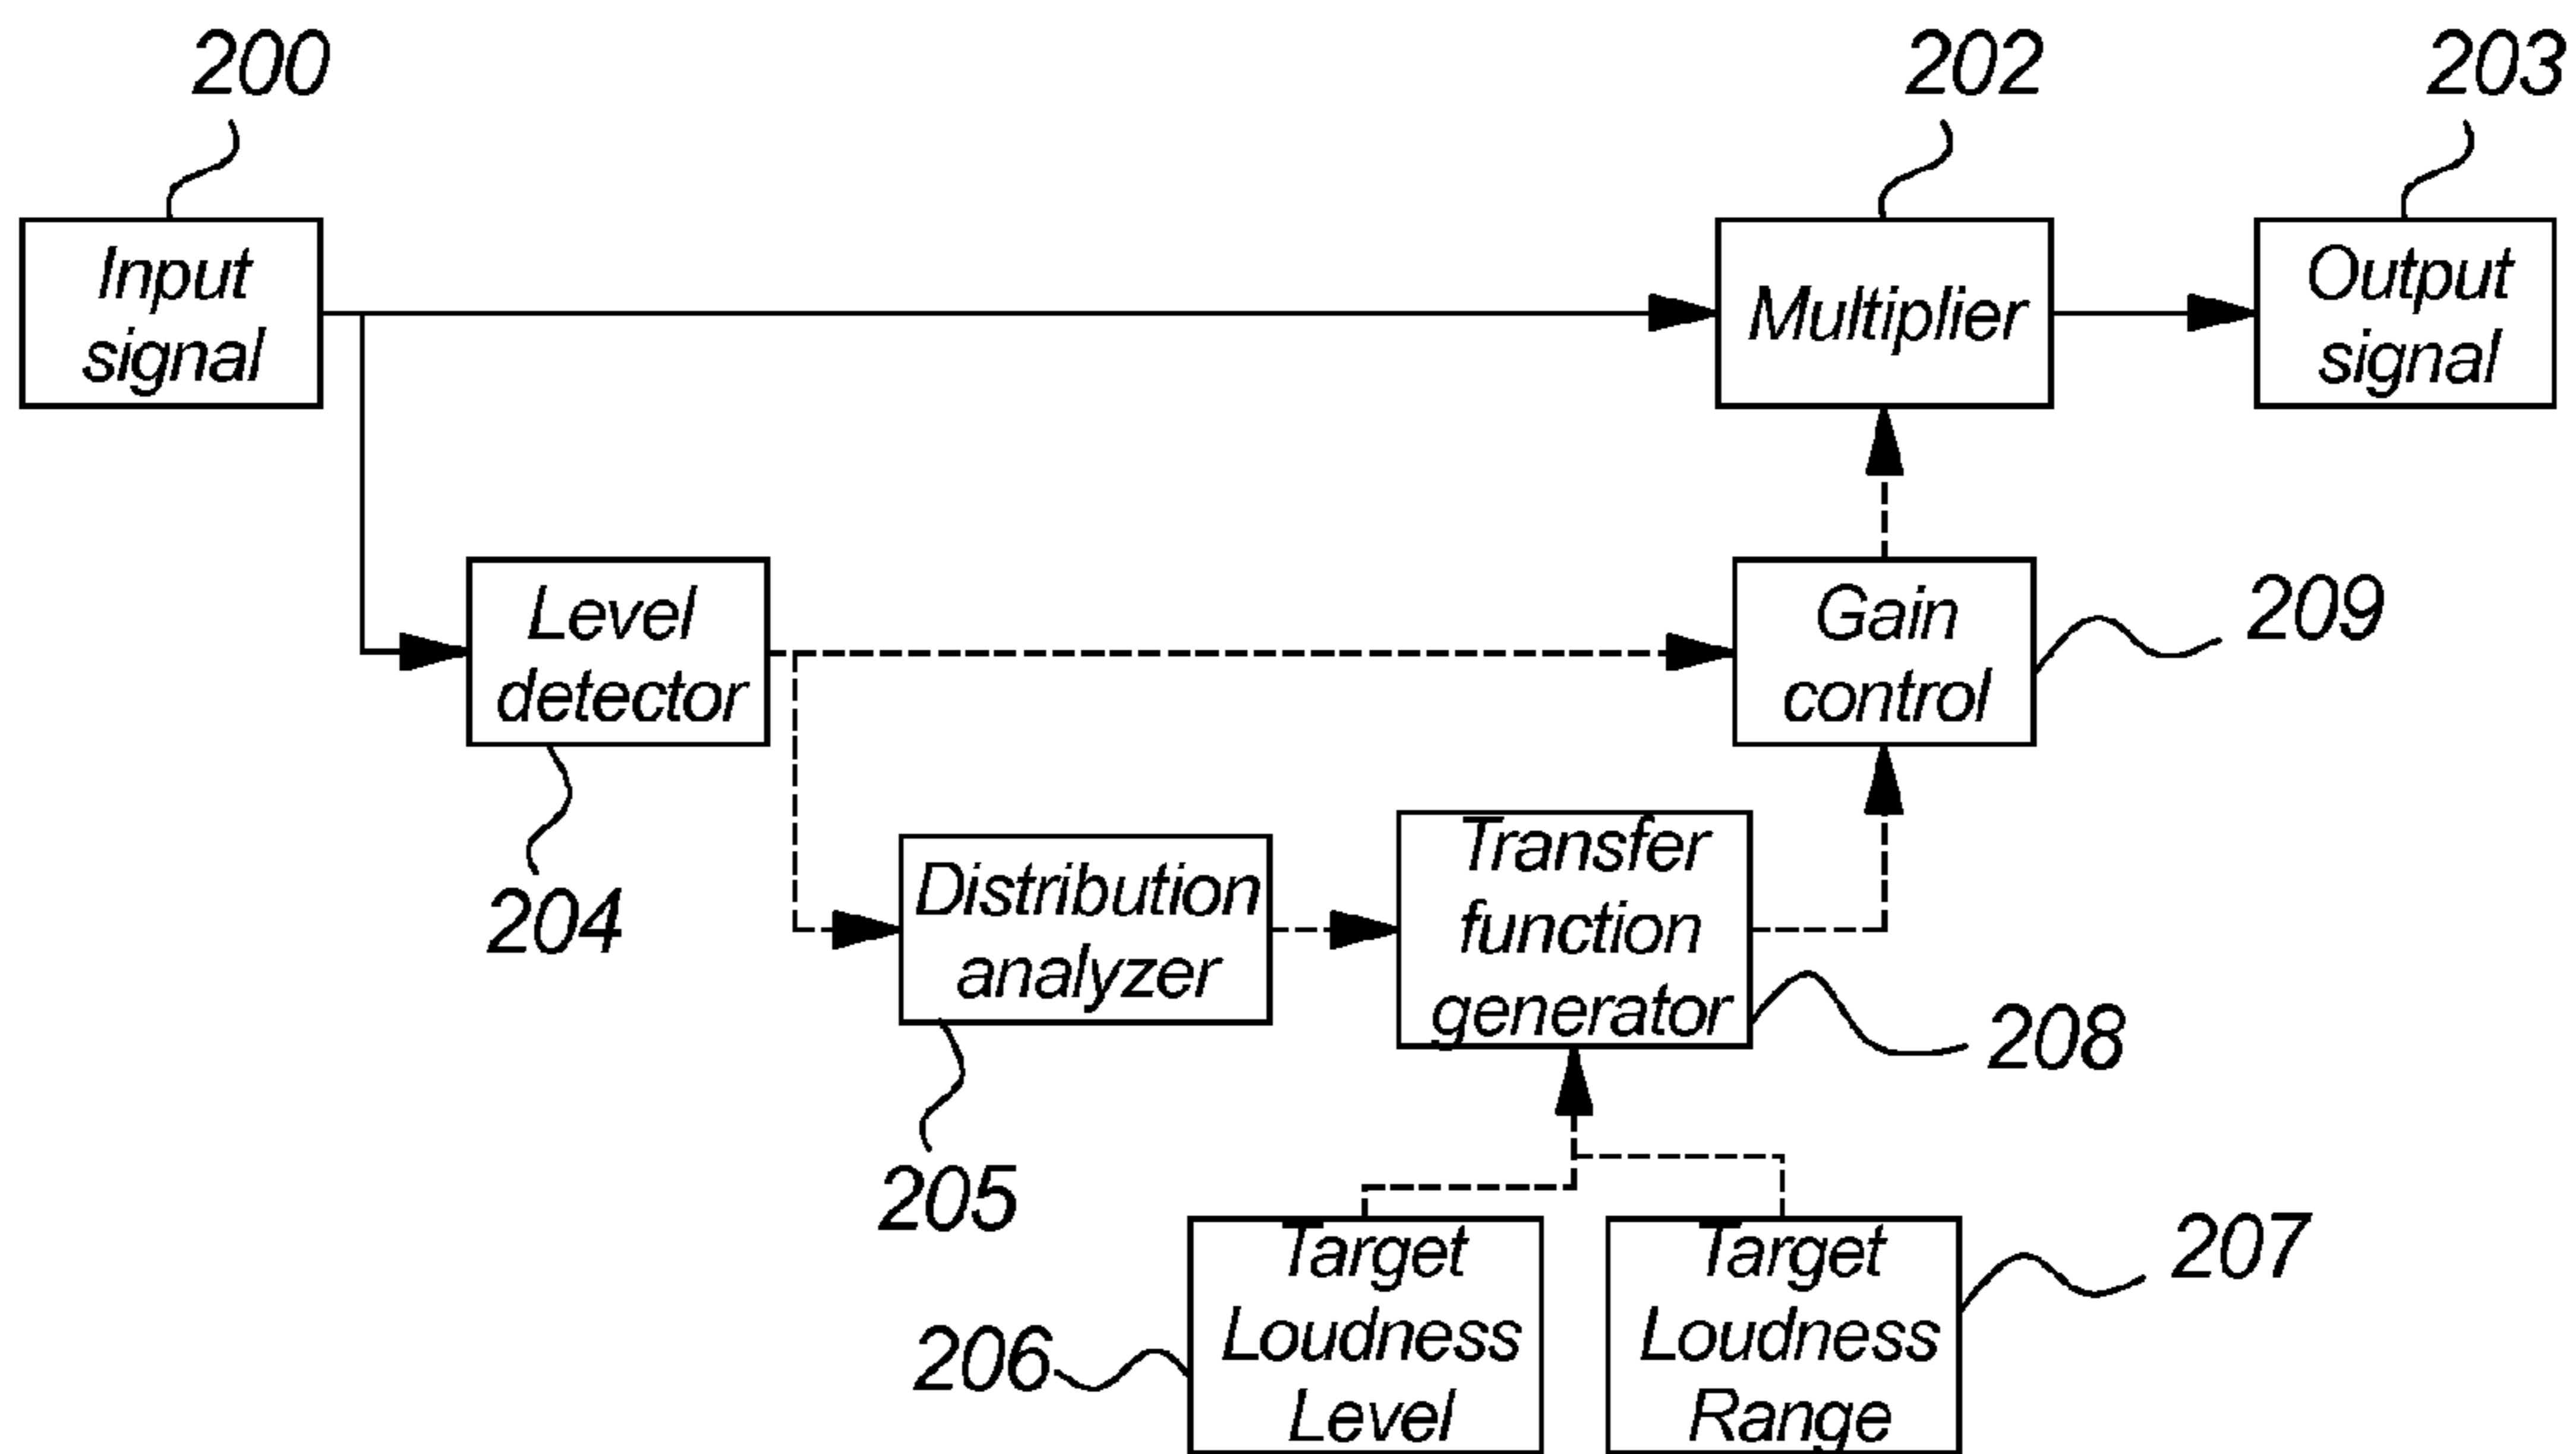 200
202
203
Input
signal
Multiplier
Output
signal
Level
detector
Gain
control
209
204
Distribution
analyzer
Transfer
function
generator
208
205
Target
Loudness
Level
206
Target
Loudness
Range
207